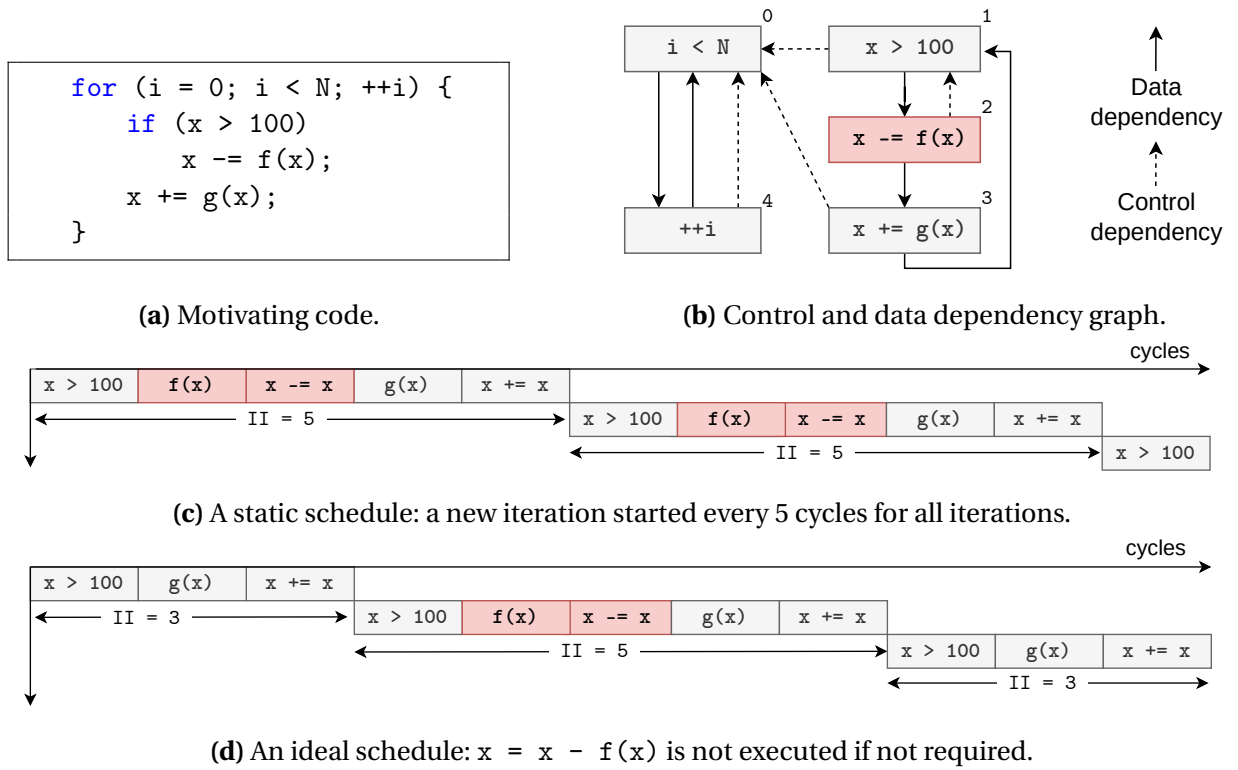 for (i = 0; i < N; ++i) {
if (x > 100)
x -= f(x);
x += g(x);
}
(a) Motivating code.
0
i < N
1
x > 100
2
x -= f(x)
4
++i
3
x += g(x)
Data
dependency
Control
dependency
(b) Control and data dependency graph.
cycles
x > 100 f(x) x -= x g(x) x += x
II = 5
x > 100 f(x) x -= x g(x) x += x
II = 5
x > 100
(c) A static schedule: a new iteration started every 5 cycles for all iterations.
cycles
x > 100 g(x) x += x
II = 3
x > 100 f(x) x -= x g(x) x += x
II = 5
x > 100 g(x) x += x
II = 3
(d) An ideal schedule: x = x - f(x) is not executed if not required.